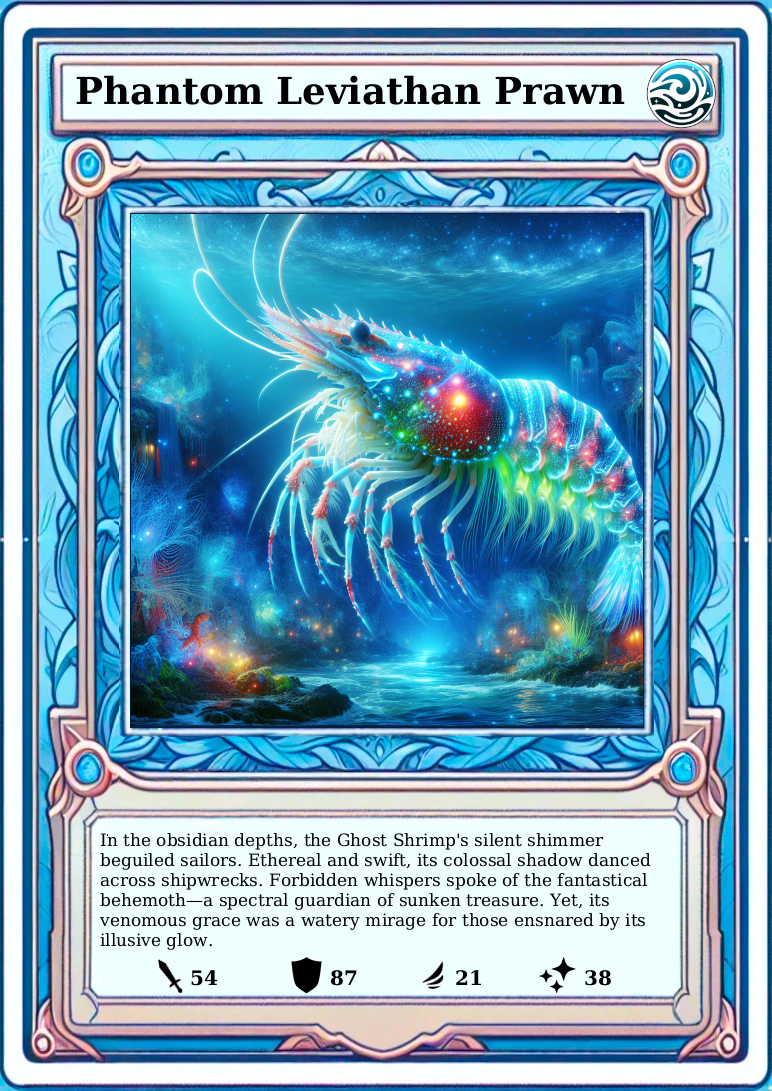 Phantom Leviathan Prawn
In the obsidian depths, the Ghost Shrimp's silent shimmer
beguiled sailors. Ethereal and swift, its colossal shadow danced
across shipwrecks. Forbidden whispers spoke of the fantastical
behemoth—a spectral guardian of sunken treasure. Yet, its
venomous grace was a watery mirage for those ensnared by its
illusive glow.
54 87 21 38